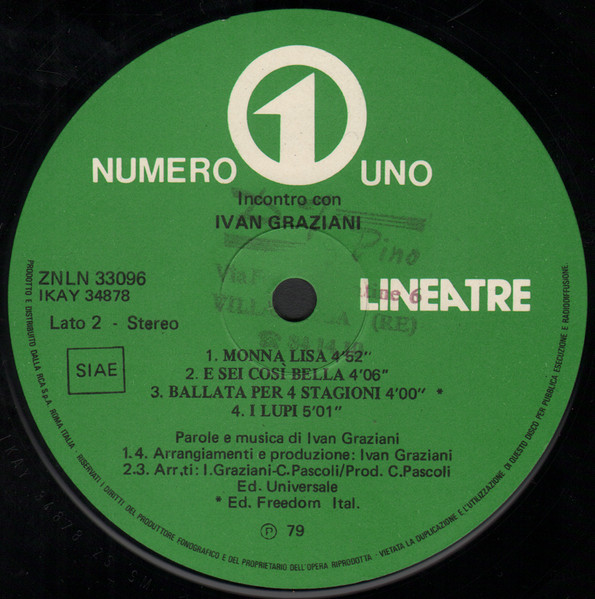 1
NUMERO UNO
Incontro con
IVAN GRAZIANI
Dino
Via
(RE)
ZNLN 33096
IKAY 34878
LINEATRE
Lato 2 - Stereo
SIAE
1. MONNA LISA 4'52"
2. E SEI COSÌ BELLA 4'06"
3. BALLATA PER 4 STAGIONI 4'00" *
4. I LUPI 5'01"
Parole e musica di Ivan Graziani
1.4. Arrangiamenti e produzione: Ivan Graziani
2.3. Arr,ti: I.Graziani-C.Pascoli/Prod. C.Pascoli
Ed. Universale
* Ed. Freedom Ital.
Ⓟ 79
PRODOTTO E DISTRIBUITO DALLA RCA S.p.A. ROMA ITALIA - RISERVATI I DIRITTI DEL PRODUTTORE FONOGRAFICO E DEL PROPRIETARIO DELL'OPERA RIPRODOTTA - VIETATA LA DUPLICAZIONE E L'UTILIZZAZIONE DI QUESTO DISCO PER PUBBLICA ESECUZIONE E RADIODIFFUSIONE.